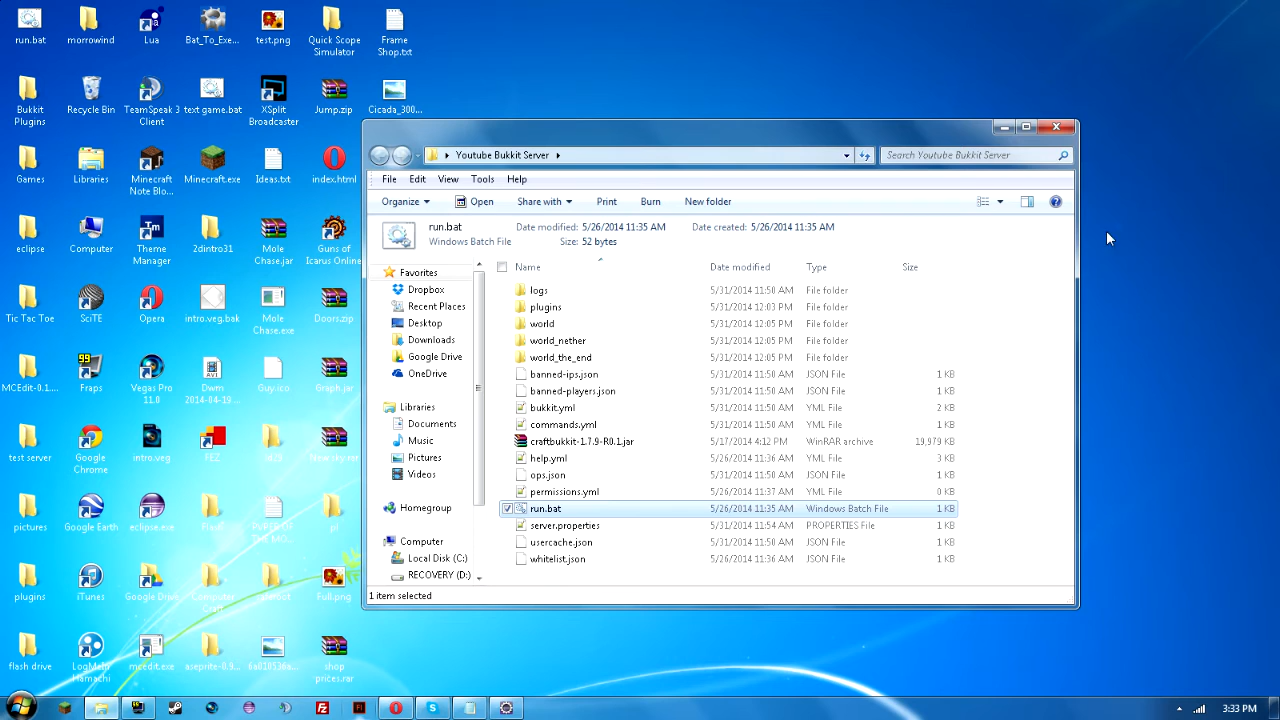 run.bat
morrowind
Lua
Bat_To_Exe...
test.png
Quick Scope Simulator
Frame Shop.txt
Bukkit Plugins
Recycle Bin
TeamSpeak 3 Client
text game.bat
XSplit Broadcaster
Jump.zip
Cicada_300...
Games
Libraries
Minecraft Note Blo...
Minecraft.exe
Ideas.txt
index.html
eclipse
Computer
Theme Manager
2dintro31
Mole Chase.jar
Guns of Icarus Online
Tic Tac Toe
SciTE
Opera
intro.veg.bak
Mole Chase.exe
Doors.zip
MCEdit-0.1....
99
Fraps
Vegas Pro 11.0
Dwm 2014-04-19...
Guy.ico
Graph.jar
test server
Google Chrome
intro.veg
FEZ
New sky.rar
pictures
Google Earth
eclipse.exe
pl
plugins
iTunes
Google Drive
Computer Craft
Full.png
flash drive
LogMeIn Hamachi
mcedit.exe
aseprite-0.9...
shop prices.rar
Youtube Bukkit Server
Search Youtube Bukkit Server
File Edit View Tools Help
Organize Open Share with Print Burn New folder
run.bat Date modified: 5/26/2014 11:35 AM Date created: 5/26/2014 11:35 AM
Windows Batch File Size: 52 bytes
Favorites
Dropbox
Recent Places
Desktop
Downloads
Google Drive
OneDrive
Libraries
Documents
Music
Pictures
Videos
Homegroup
Computer
Local Disk (C:)
RECOVERY (D:)
Name Date modified Type Size
logs 5/31/2014 11:50 AM File folder
plugins 5/31/2014 12:03 PM File folder
world 5/31/2014 12:05 PM File folder
world_nether 5/31/2014 12:05 PM File folder
world_the_end 5/31/2014 12:05 PM File folder
banned-ips.json 5/31/2014 11:50 AM JSON File 1 KB
banned-players.json 5/31/2014 11:50 AM JSON File 1 KB
bukkit.yml 5/31/2014 11:50 AM YML File 2 KB
commands.yml 5/31/2014 11:50 AM YML File 1 KB
craftbukkit-1.7.9-R0.1.jar 5/17/2014 4:12 PM WinRAR archive 19,979 KB
help.yml 5/26/2014 11:36 AM YML File 3 KB
ops.json 5/31/2014 11:50 AM JSON File 1 KB
permissions.yml 5/26/2014 11:37 AM YML File 0 KB
run.bat 5/26/2014 11:35 AM Windows Batch File 1 KB
server.properties 5/26/2014 11:54 AM PROPERTIES File 1 KB
usercache.json 5/31/2014 11:50 AM JSON File 1 KB
whitelist.json 5/26/2014 11:36 AM JSON File 1 KB
1 item selected
3:33 PM